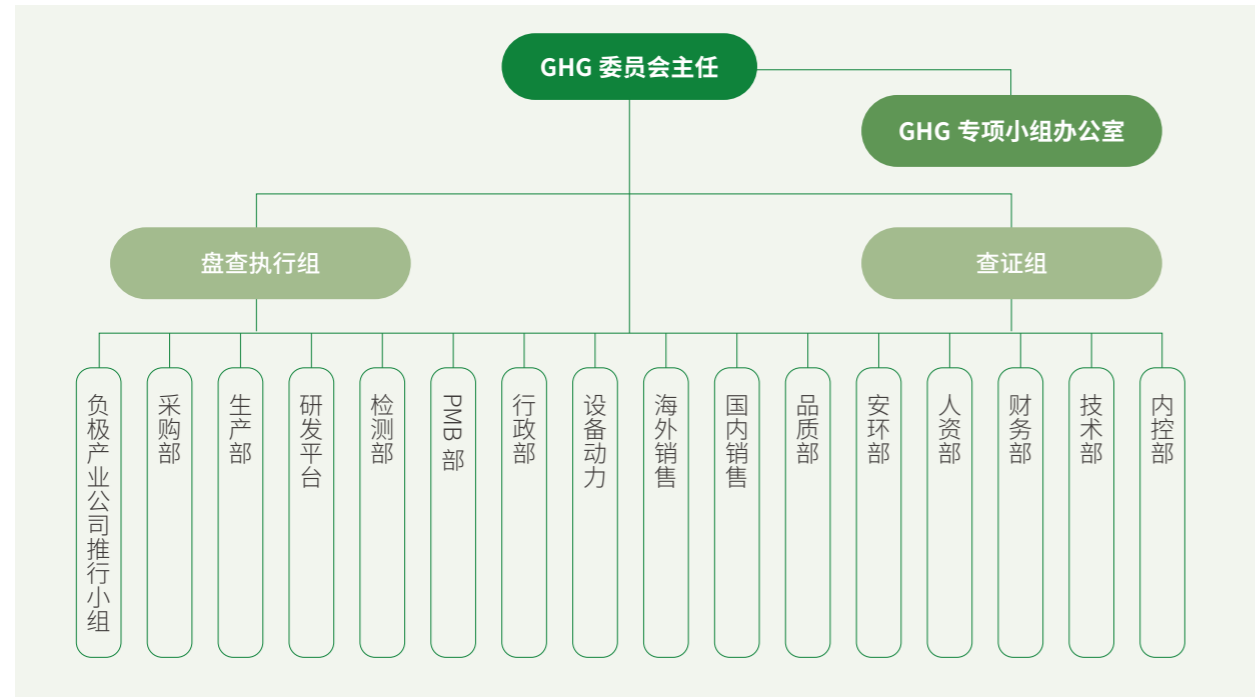 GHG 委员会主任
GHG 专项小组办公室
盘查执行组
查证组
负极产业公司推行小组
采购部
生产部
研发平台
检测部
PMB 部
行政部
设备动力
海外销售
国内销售
品质部
安环部
人资部
财务部
技术部
内控部